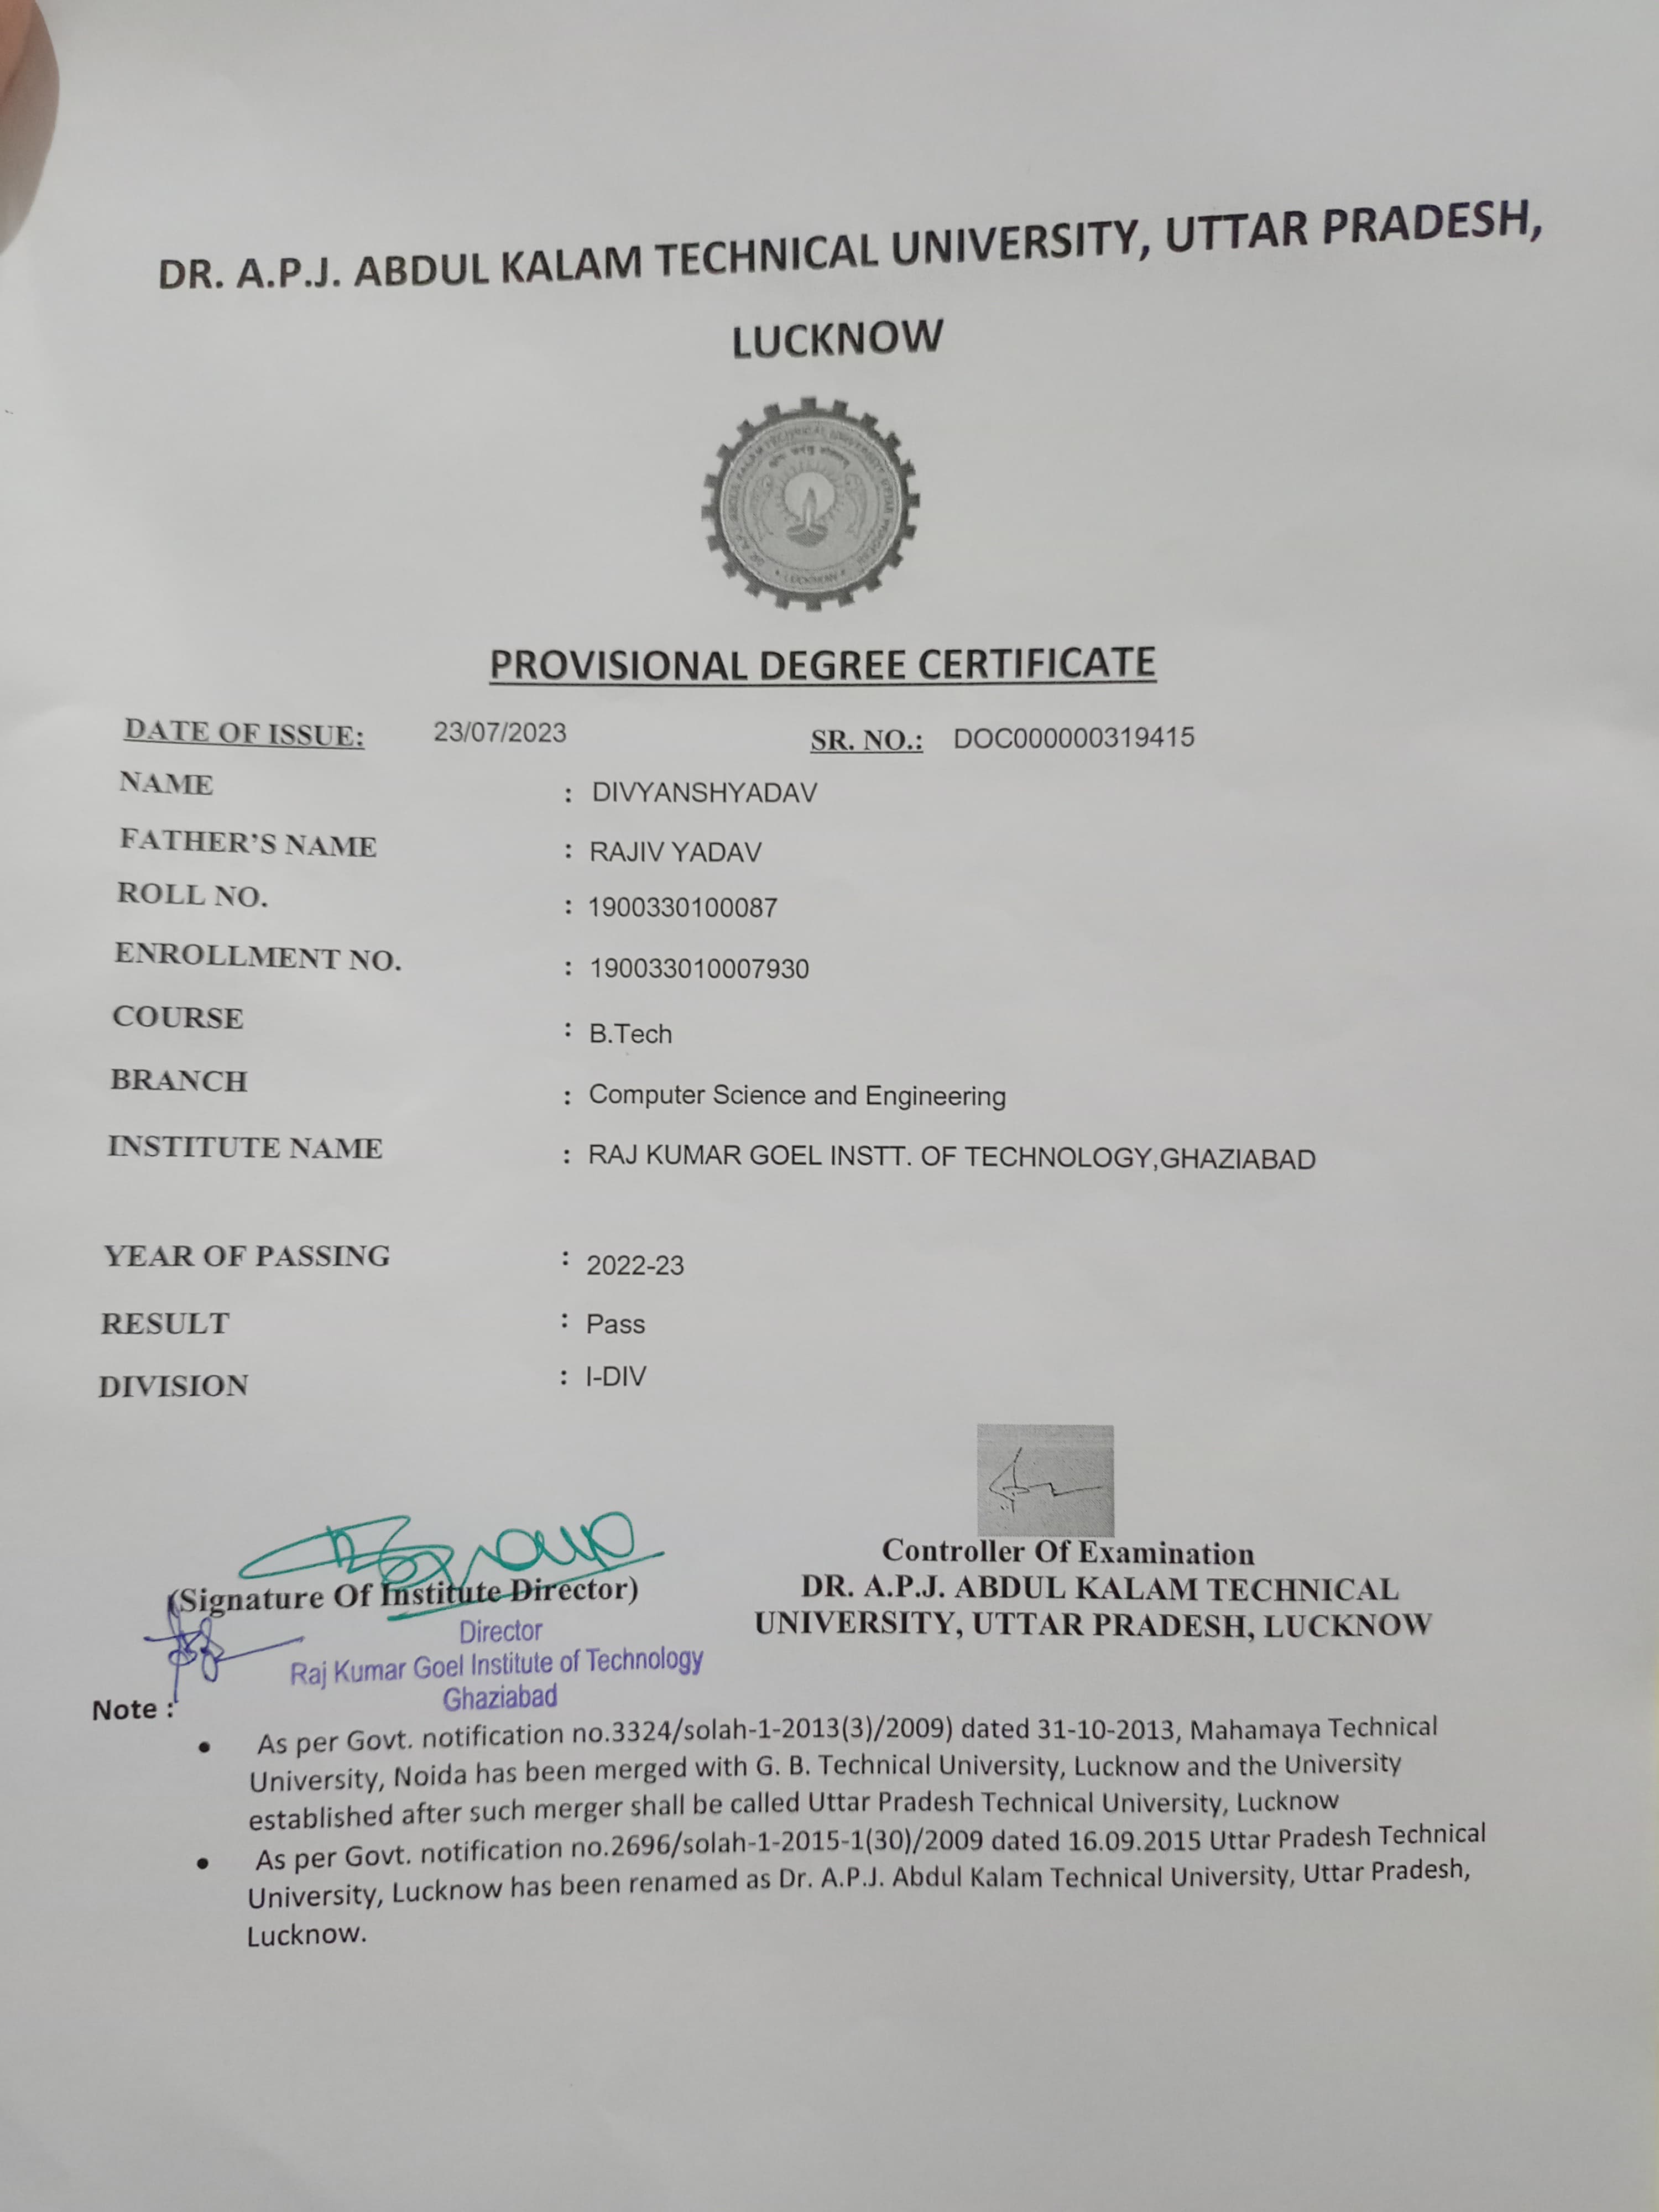 DR. A.P.J. ABDUL KALAM TECHNICAL UNIVERSITY, UTTAR PRADESH,
LUCKNOW
LUCKNOW
PROVISIONAL DEGREE CERTIFICATE
DATE OF ISSUE: 23/07/2023 SR. NO.: DOC000000319415
NAME : DIVYANSHYADAV
FATHER'S NAME : RAJIV YADAV
ROLL NO. : 1900330100087
ENROLLMENT NO. : 190033010007930
COURSE : B.Tech
BRANCH : Computer Science and Engineering
INSTITUTE NAME : RAJ KUMAR GOEL INSTT. OF TECHNOLOGY,GHAZIABAD
YEAR OF PASSING : 2022-23
RESULT : Pass
DIVISION : I-DIV
(Signature Of Institute Director)
Director
Raj Kumar Goel Institute of Technology
Ghaziabad
Controller Of Examination
DR. A.P.J. ABDUL KALAM TECHNICAL
UNIVERSITY, UTTAR PRADESH, LUCKNOW
Note :
• As per Govt. notification no.3324/solah-1-2013(3)/2009) dated 31-10-2013, Mahamaya Technical
University, Noida has been merged with G. B. Technical University, Lucknow and the University
established after such merger shall be called Uttar Pradesh Technical University, Lucknow
• As per Govt. notification no.2696/solah-1-2015-1(30)/2009 dated 16.09.2015 Uttar Pradesh Technical
University, Lucknow has been renamed as Dr. A.P.J. Abdul Kalam Technical University, Uttar Pradesh,
Lucknow.